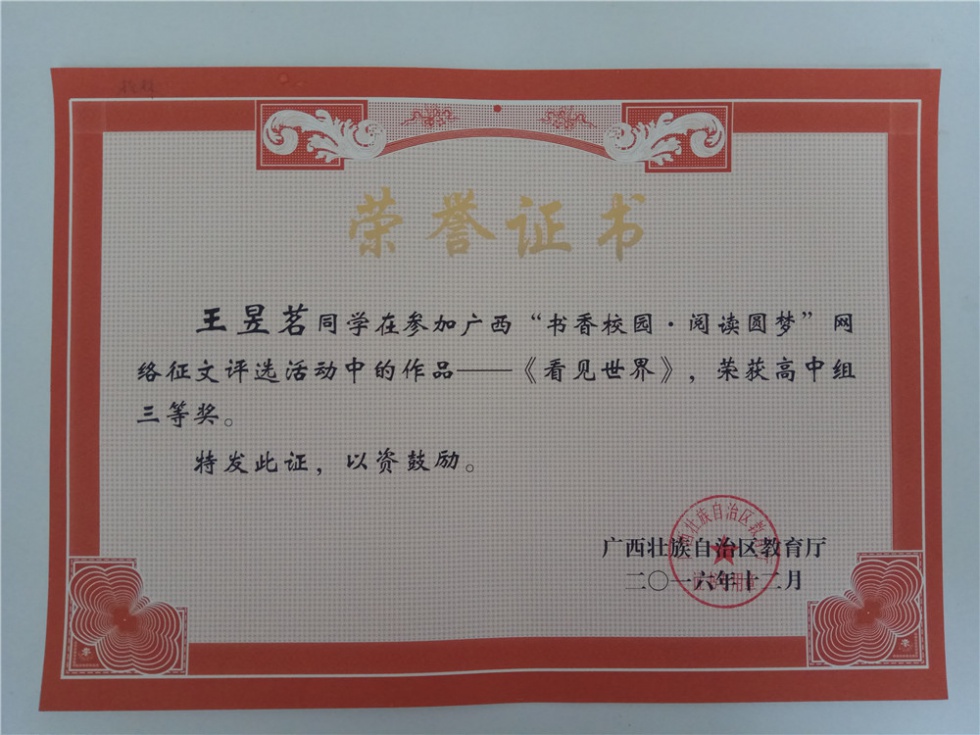 荣誉证书
王昱茗同学在参加广西“书香校园·阅读圆梦”网
络征文评选活动中的作品——《看见世界》，荣获高中组
三等奖。
特发此证，以资鼓励。
广西壮族自治区教育厅
二〇一六年十二月